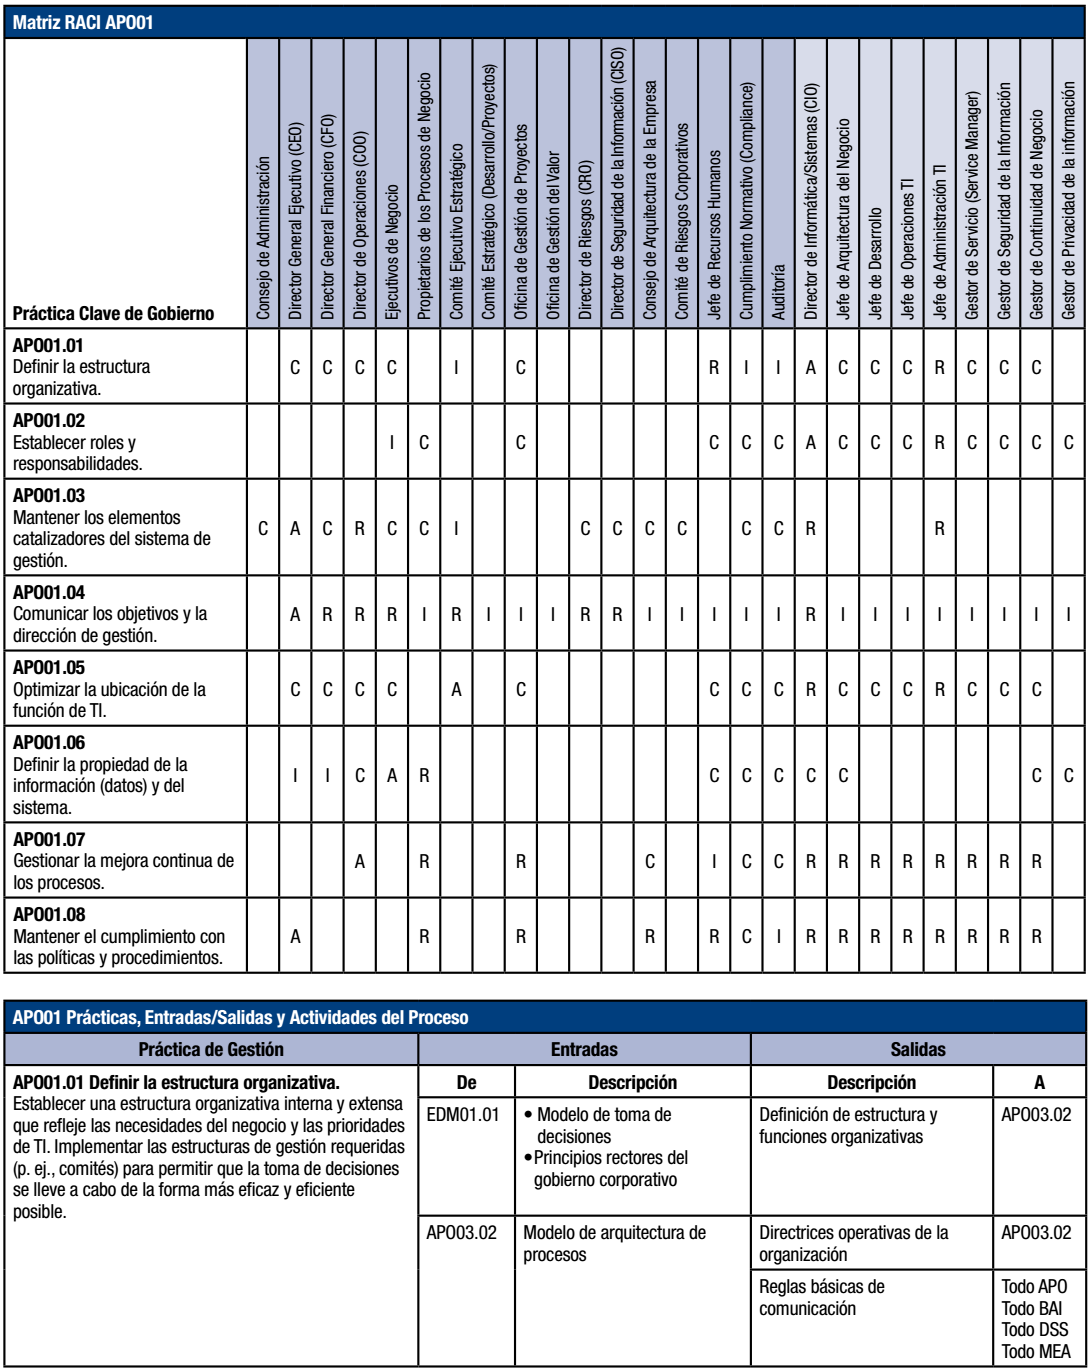 Matriz RACI APO01
Práctica Clave de Gobierno
Consejo de Administración
Director General Ejecutivo (CEO)
Director General Financiero (CFO)
Director de Operaciones (COO)
Ejecutivos de Negocio
Propietarios de los Procesos de Negocio
Comité Ejecutivo Estratégico
Comité Estratégico (Desarrollo/Proyectos)
Oficina de Gestión de Proyectos
Oficina de Gestión del Valor
Director de Riesgos (CRO)
Director de Seguridad de la Información (CISO)
Consejo de Arquitectura de la Empresa
Comité de Riesgos Corporativos
Jefe de Recursos Humanos
Cumplimiento Normativo (Compliance)
Auditoría
Director de Informática/Sistemas (CIO)
Jefe de Arquitectura del Negocio
Jefe de Desarrollo
Jefe de Operaciones TI
Jefe de Administración TI
Gestor de Servicio (Service Manager)
Gestor de Seguridad de la Información
Gestor de Continuidad de Negocio
Gestor de Privacidad de la información
APO01.01
Definir la estructura
organizativa.
C C C C I C R I I A C C C R C C C
APO01.02
Establecer roles y
responsabilidades.
I C C C C C A C C C R C C C C
APO01.03
Mantener los elementos
catalizadores del sistema de
gestión.
C A C R C C I C C C C C C R R
APO01.04
Comunicar los objetivos y la
dirección de gestión.
A R R R I R I I I R R I I I I I R I I I I I I I I
APO01.05
Optimizar la ubicación de la
función de TI.
C C C C A C C C C R C C C R C C C
APO01.06
Definir la propiedad de la
información (datos) y del
sistema.
I I C A R C C C C C C C
APO01.07
Gestionar la mejora continua de
los procesos.
A R R C I C C R R R R R R R R
APO01.08
Mantener el cumplimiento con
las políticas y procedimientos.
A R R R R C I R R R R R R R R
APO01 Prácticas, Entradas/Salidas y Actividades del Proceso
Práctica de Gestión Entradas Salidas
APO01.01 Definir la estructura organizativa.
Establecer una estructura organizativa interna y extensa
que refleje las necesidades del negocio y las prioridades
de TI. Implementar las estructuras de gestión requeridas
(p. ej., comités) para permitir que la toma de decisiones
se lleve a cabo de la forma más eficaz y eficiente
posible.
De Descripción Descripción A
EDM01.01
• Modelo de toma de
decisiones
• Principios rectores del
gobierno corporativo
Definición de estructura y
funciones organizativas
APO03.02
APO03.02
Modelo de arquitectura de
procesos
Directrices operativas de la
organización
APO03.02
Reglas básicas de
comunicación
Todo APO
Todo BAI
Todo DSS
Todo MEA